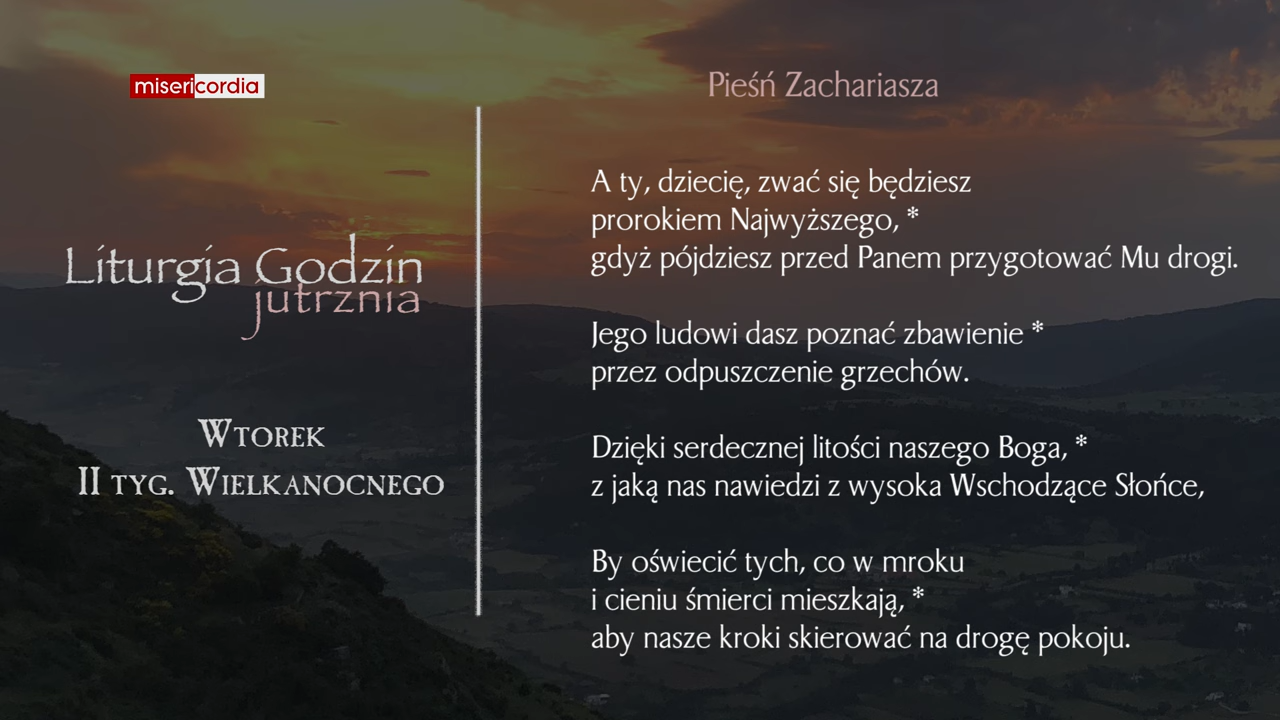 misericordia
Liturgia Godzin
jutrznia
Wtorek
II tyg. Wielkanocnego
Pieśń Zachariasza
A ty, dziecię, zwać się będziesz
prorokiem Najwyższego, *
gdyż pójdziesz przed Panem przygotować Mu drogi.
Jego ludowi dasz poznać zbawienie *
przez odpuszczenie grzechów.
Dzięki serdecznej litości naszego Boga, *
z jaką nas nawiedzi z wysoka Wschodzące Słońce,
By oświecić tych, co w mroku
i cieniu śmierci mieszkają, *
aby nasze kroki skierować na drogę pokoju.